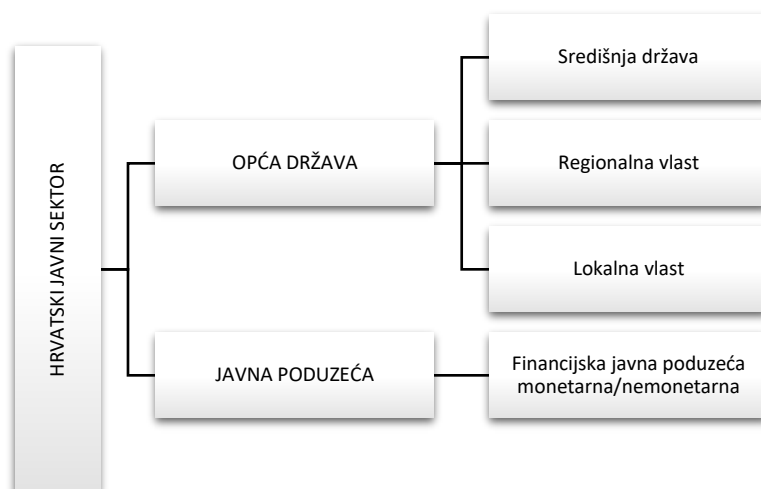 HRVATSKI JAVNI SEKTOR
OPĆA DRŽAVA
Središnja država
Regionalna vlast
Lokalna vlast
JAVNA PODUZEĆA
Financijska javna poduzeća
monetarna/nemonetarna